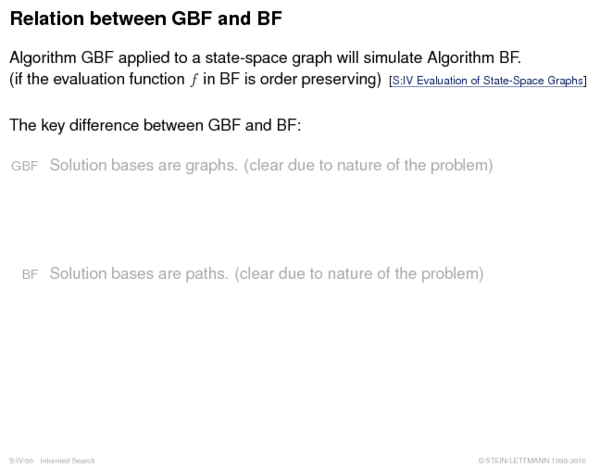 Relation between GBF and BF
Algorithm GBF applied to a state-space graph will simulate Algorithm BF.
(if the evaluation function f in BF is order preserving) [S:IV Evaluation of State-Space Graphs]
The key difference between GBF and BF:
GBF Solution bases are graphs. (clear due to nature of the problem)
BF Solution bases are paths. (clear due to nature of the problem)
S:IV-96 Informed Search ©STEIN/LETTMANN 1998-2016